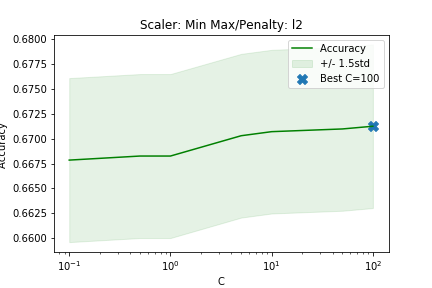 Scaler: Min Max/Penalty: l2
0.6800
0.6775
0.6750
0.6725
0.6700
0.6675
0.6650
0.6625
0.6600
Accuracy
Accuracy
+/- 1.5std
Best C=100
10⁻¹ 10⁰ 10¹ 10²
C